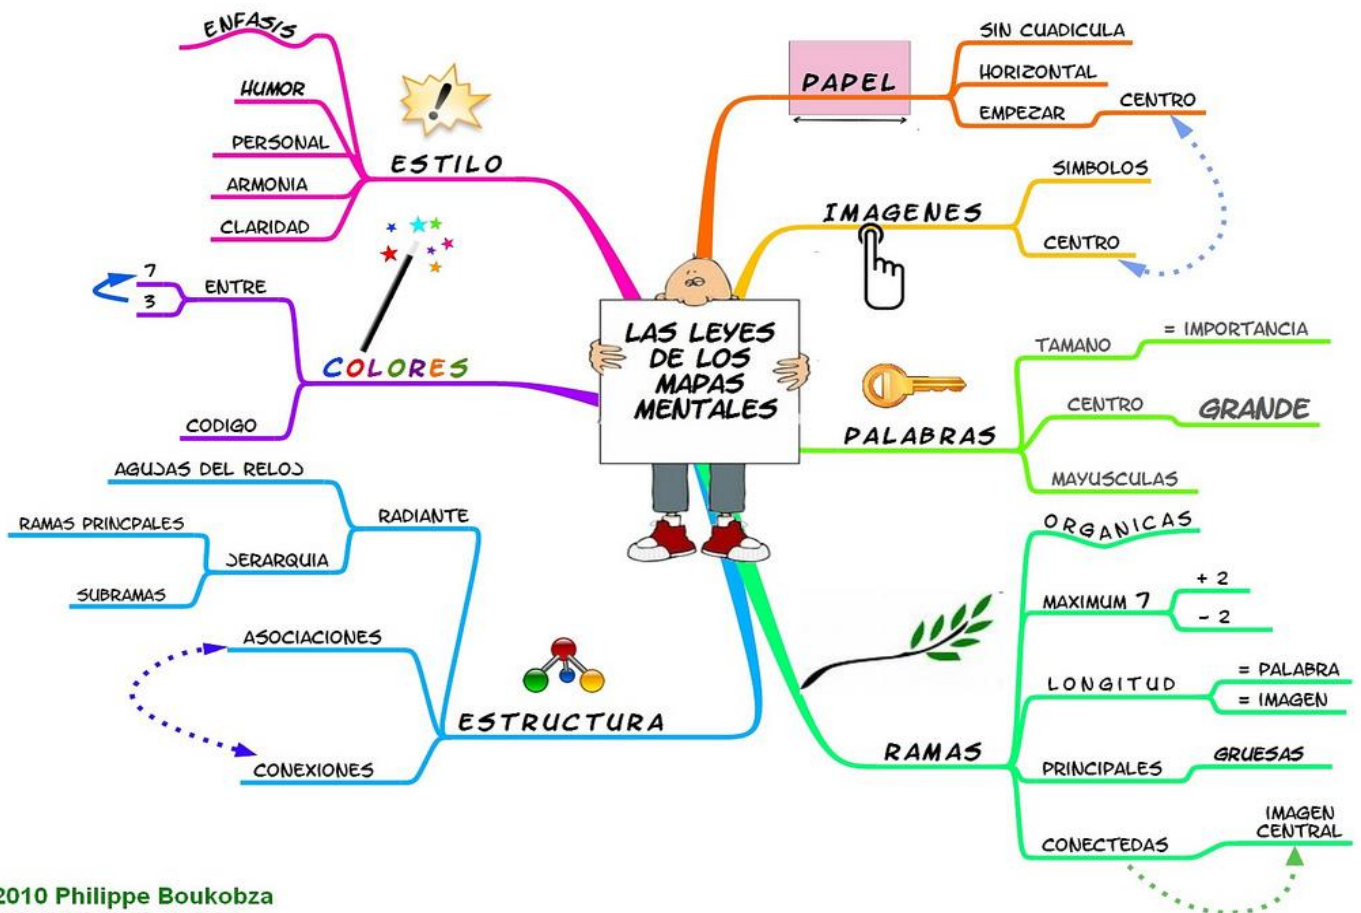 LAS LEYES
DE LOS
MAPAS
MENTALES
PAPEL
SIN CUADICULA
HORIZONTAL
EMPEZAR
CENTRO
IMAGENES
SIMBOLOS
CENTRO
PALABRAS
TAMANO
= IMPORTANCIA
CENTRO
GRANDE
MAYUSCULAS
RAMAS
ORGANICAS
MAXIMUM 7
+ 2
- 2
LONGITUD
= PALABRA
= IMAGEN
PRINCIPALES
GRUESAS
CONECTEDAS
IMAGEN
CENTRAL
ESTRUCTURA
RADIANTE
AGUJAS DEL RELOJ
JERARQUIA
RAMAS PRINCPALES
SUBRAMAS
ASOCIACIONES
CONEXIONES
COLORES
ENTRE
7
3
CODIGO
ESTILO
ENFASIS
HUMOR
PERSONAL
ARMONIA
CLARIDAD
2010 Philippe Boukobza